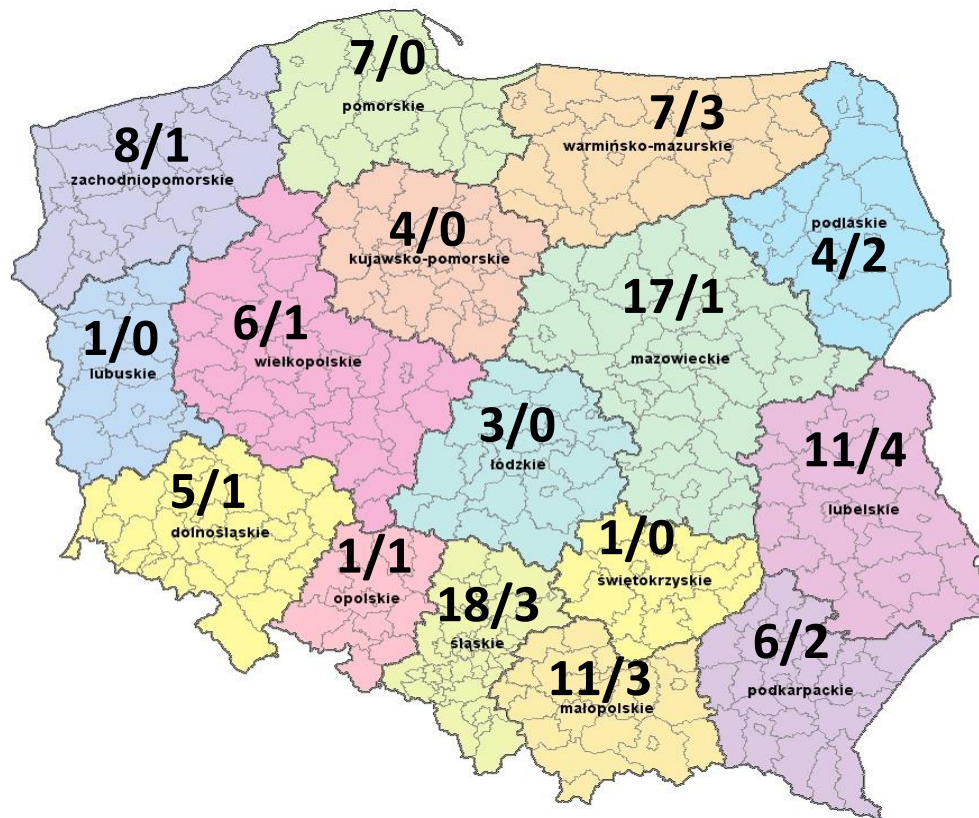 7/0
pomorskie
7/3
warmińsko-mazurskie
8/1
zachodniopomorskie
podlaskie
4/2
4/0
kujawsko-pomorskie
17/1
mazowieckie
6/1
wielkopolskie
1/0
lubuskie
3/0
łódzkie
11/4
lubelskie
5/1
dolnośląskie
1/0
świętokrzyskie
1/1
opolskie
18/3
śląskie
6/2
podkarpackie
11/3
małopolskie